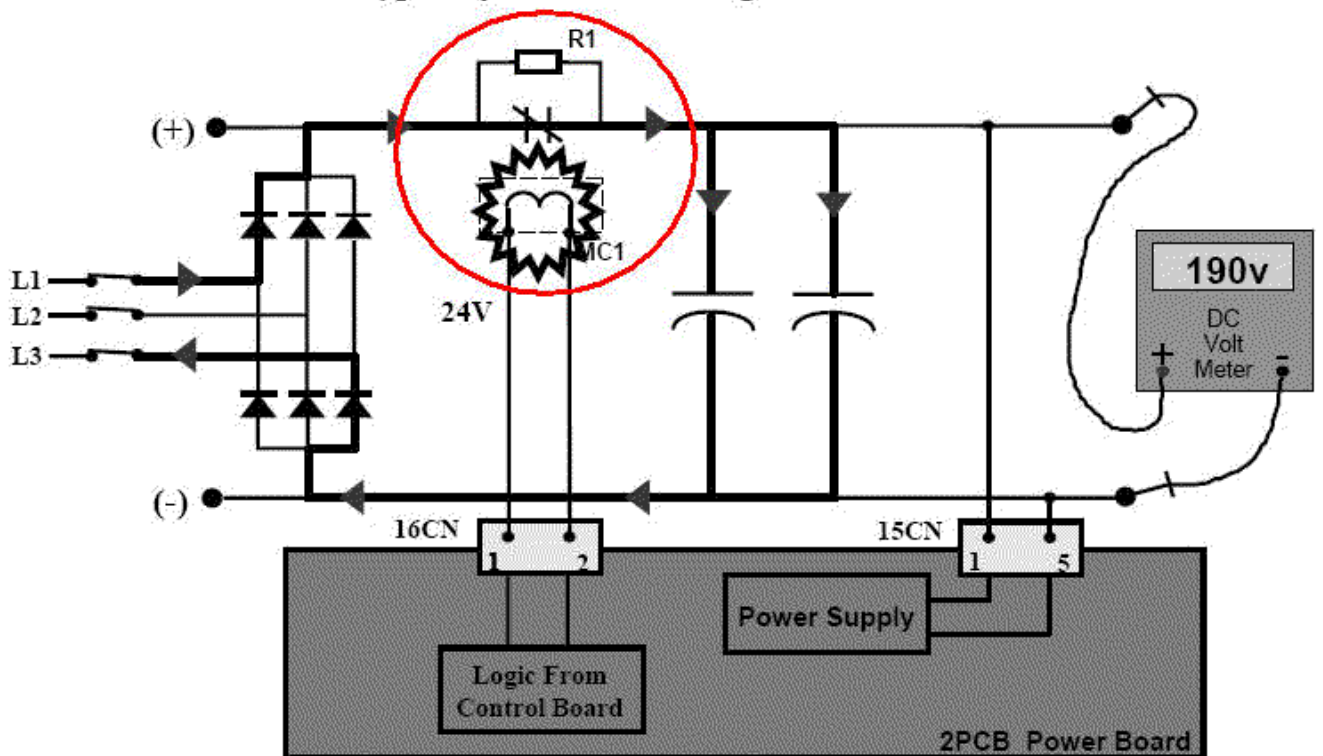 R1
(+)
MC1
L1
L2
L3
24V
190v
DC
Volt
Meter
+
-
(-)
16CN
1
2
15CN
1
5
Power Supply
Logic From
Control Board
2PCB Power Board